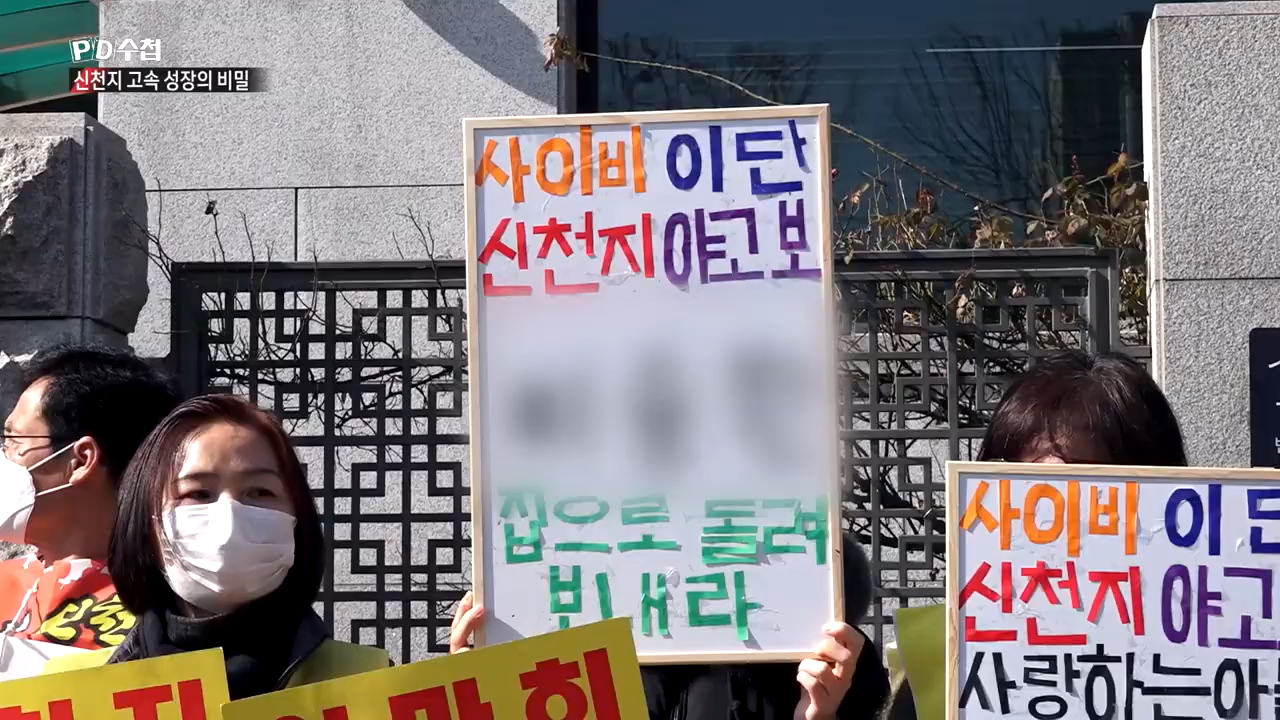 PD수첩
신천지 고속 성장의 비밀
사이비 이단
신천지 야고보
집으로 돌려
보내라
사이비 이단
신천지 야고
사랑하는 아
만희